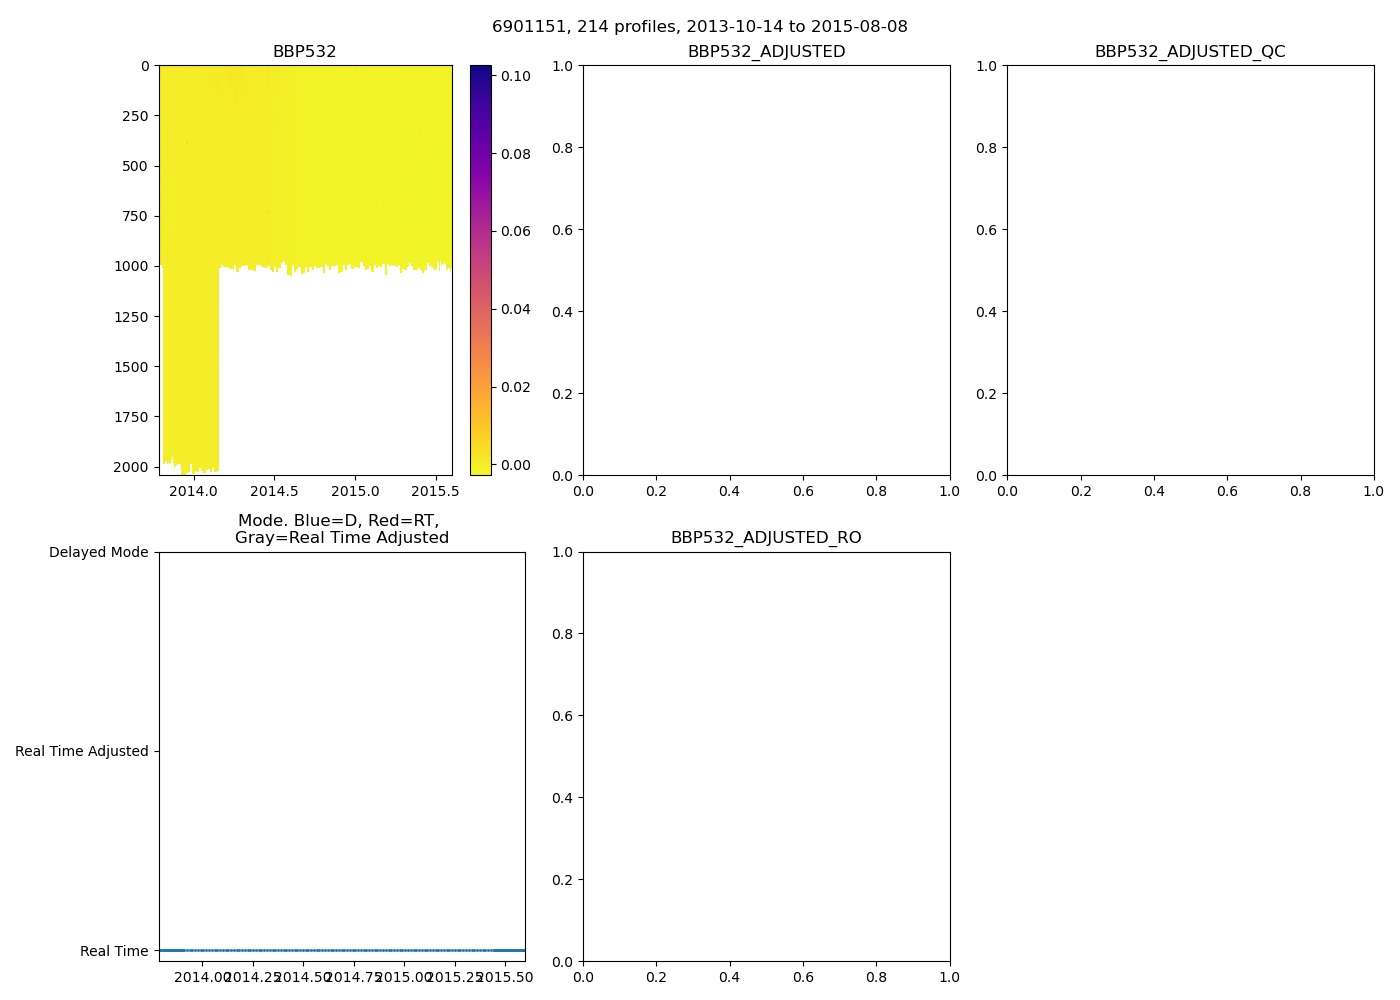 6901151, 214 profiles, 2013-10-14 to 2015-08-08
BBP532
BBP532_ADJUSTED
BBP532_ADJUSTED_QC
0
250
500
750
1000
1250
1500
1750
2000
2014.0 2014.5 2015.0 2015.5
0.10
0.08
0.06
0.04
0.02
0.00
1.0
0.8
0.6
0.4
0.2
0.0
0.0 0.2 0.4 0.6 0.8 1.0
1.0
0.8
0.6
0.4
0.2
0.0
0.0 0.2 0.4 0.6 0.8 1.0
Mode. Blue=D, Red=RT,
Gray=Real Time Adjusted
Delayed Mode
Real Time Adjusted
Real Time
2014.00 2014.25 2014.50 2014.75 2015.00 2015.25 2015.50
BBP532_ADJUSTED_RO
1.0
0.8
0.6
0.4
0.2
0.0
0.0 0.2 0.4 0.6 0.8 1.0